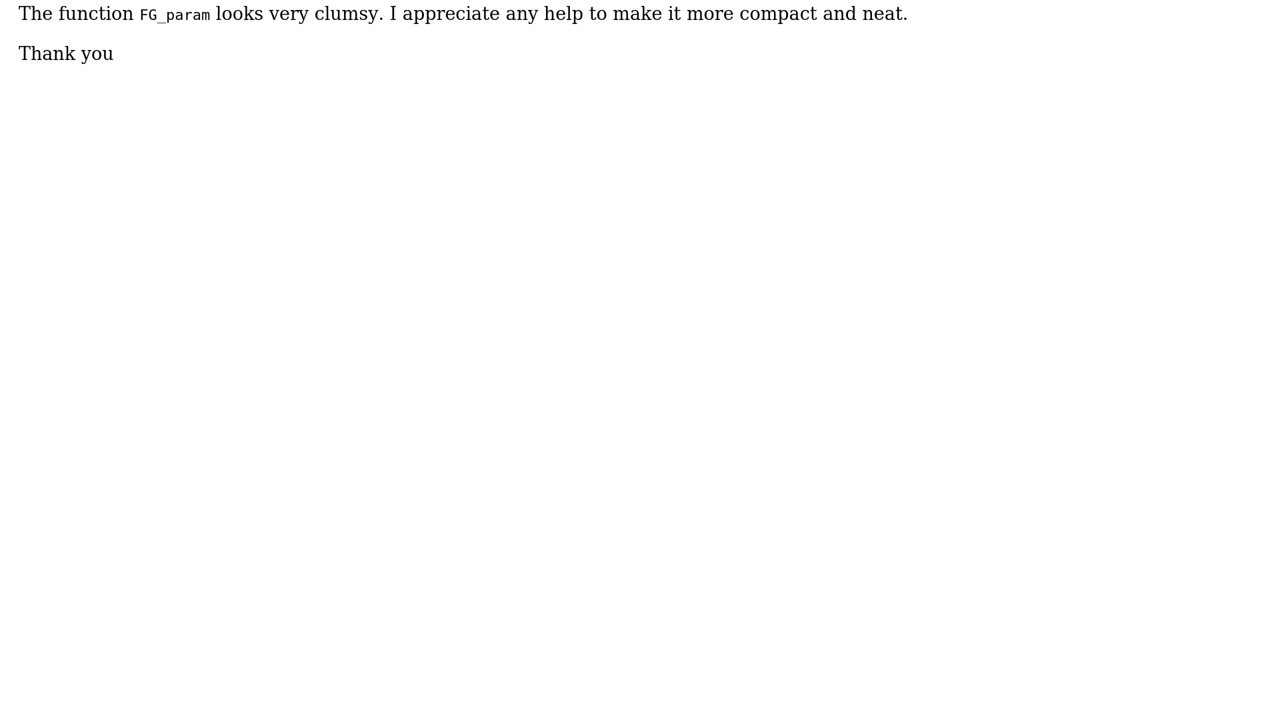 The function FG_param looks very clumsy. I appreciate any help to make it more compact and neat.
Thank you